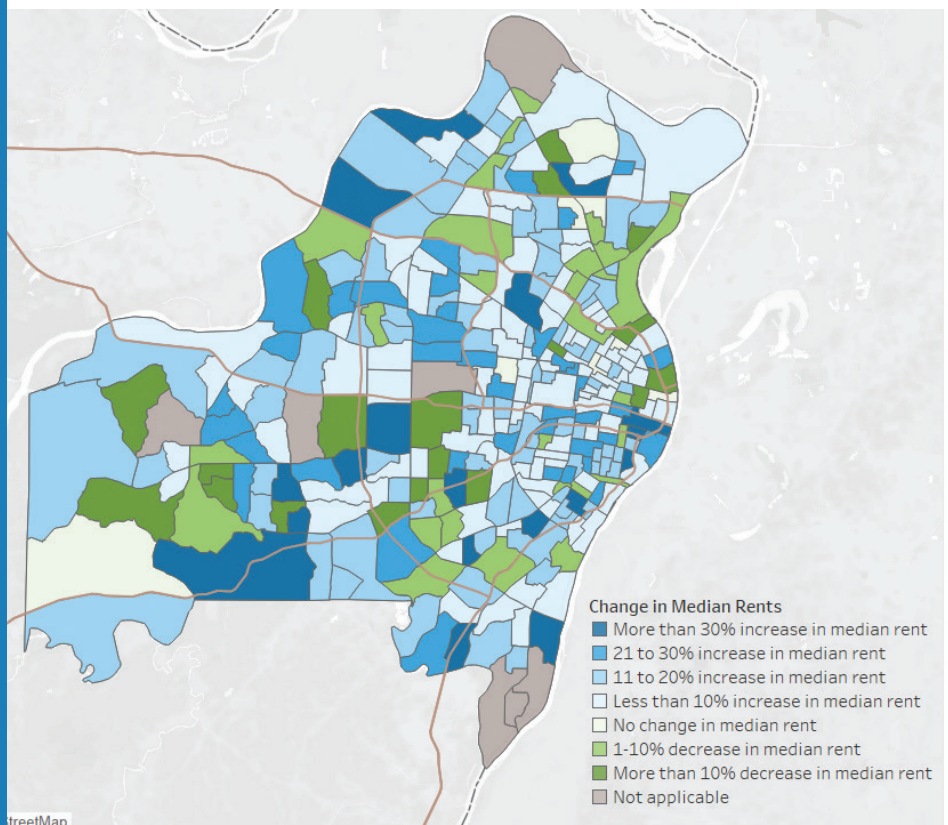 Change in Median Rents
More than 30% increase in median rent
21 to 30% increase in median rent
11 to 20% increase in median rent
Less than 10% increase in median rent
No change in median rent
1-10% decrease in median rent
More than 10% decrease in median rent
Not applicable
treetMap